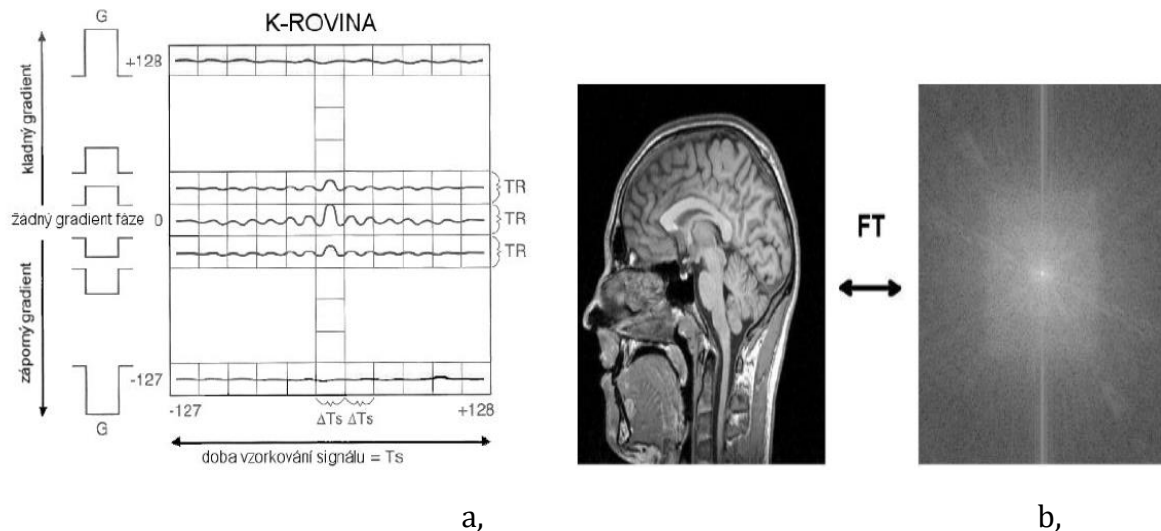 K-ROVINA
G
+128
kladný gradient
TR
žádný gradient fáze 0
TR
TR
záporný gradient
-127
G
-127 +128
ΔTs ΔTs
doba vzorkování signálu = Ts
FT
a, b,